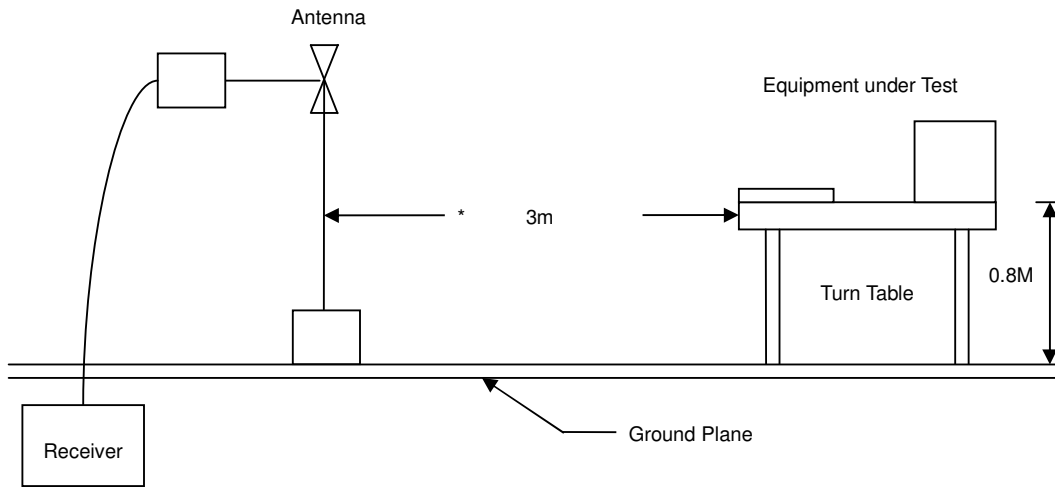 Antenna
Equipment under Test
* 3m
0.8M
Turn Table
Ground Plane
Receiver